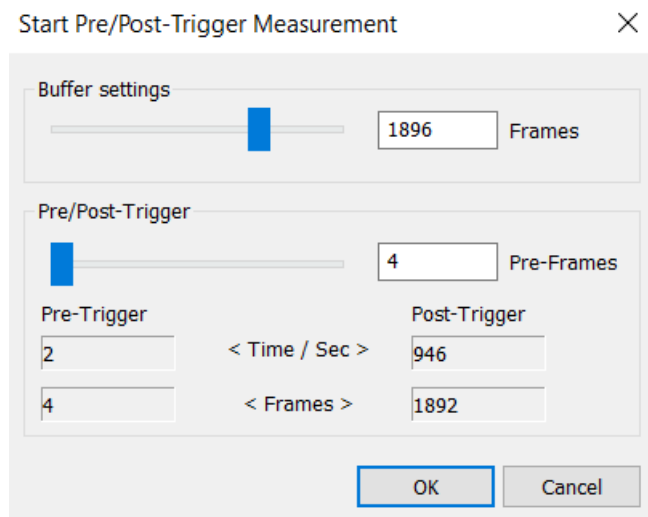 Start Pre/Post-Trigger Measurement
Buffer settings
1896 Frames
Pre/Post-Trigger
4 Pre-Frames
Pre-Trigger Post-Trigger
2 < Time / Sec > 946
4 < Frames > 1892
OK Cancel